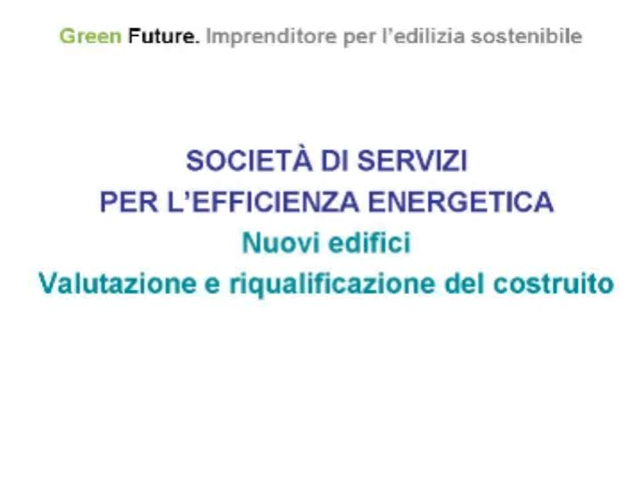 Green Future. Imprenditore per l'edilizia sostenibile
SOCIETÀ DI SERVIZI
PER L'EFFICIENZA ENERGETICA
Nuovi edifici
Valutazione e riqualificazione del costruito